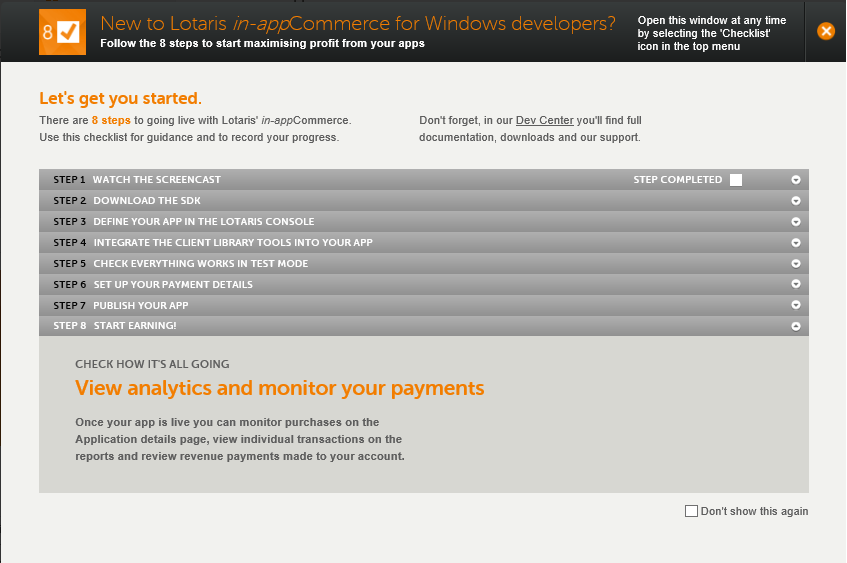 8
New to Lotaris in-appCommerce for Windows developers?
Follow the 8 steps to start maximising profit from your apps
Open this window at any time
by selecting the 'Checklist'
icon in the top menu
Let's get you started.
There are 8 steps to going live with Lotaris' in-appCommerce.
Use this checklist for guidance and to record your progress.
Don't forget, in our Dev Center you'll find full
documentation, downloads and our support.
STEP 1 WATCH THE SCREENCAST STEP COMPLETED
STEP 2 DOWNLOAD THE SDK
STEP 3 DEFINE YOUR APP IN THE LOTARIS CONSOLE
STEP 4 INTEGRATE THE CLIENT LIBRARY TOOLS INTO YOUR APP
STEP 5 CHECK EVERYTHING WORKS IN TEST MODE
STEP 6 SET UP YOUR PAYMENT DETAILS
STEP 7 PUBLISH YOUR APP
STEP 8 START EARNING!
CHECK HOW IT'S ALL GOING
View analytics and monitor your payments
Once your app is live you can monitor purchases on the
Application details page, view individual transactions on the
reports and review revenue payments made to your account.
Don't show this again